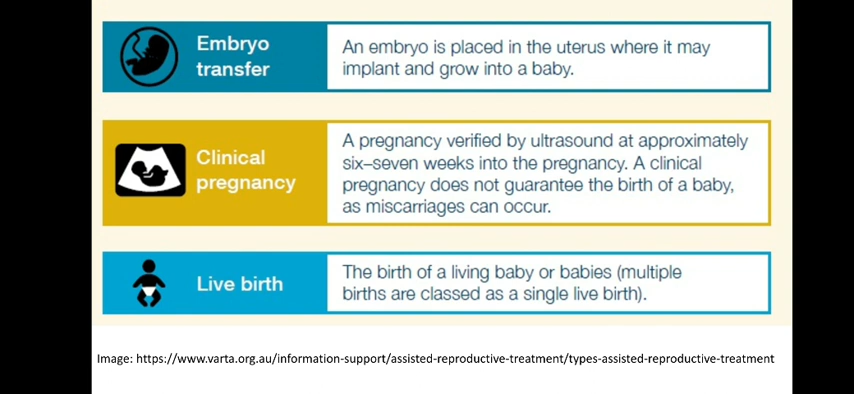 Embryo
transfer
An embryo is placed in the uterus where it may
implant and grow into a baby.
Clinical
pregnancy
A pregnancy verified by ultrasound at approximately
six–seven weeks into the pregnancy. A clinical
pregnancy does not guarantee the birth of a baby,
as miscarriages can occur.
Live birth
The birth of a living baby or babies (multiple
births are classed as a single live birth).
Image: https://www.varta.org.au/information-support/assisted-reproductive-treatment/types-assisted-reproductive-treatment